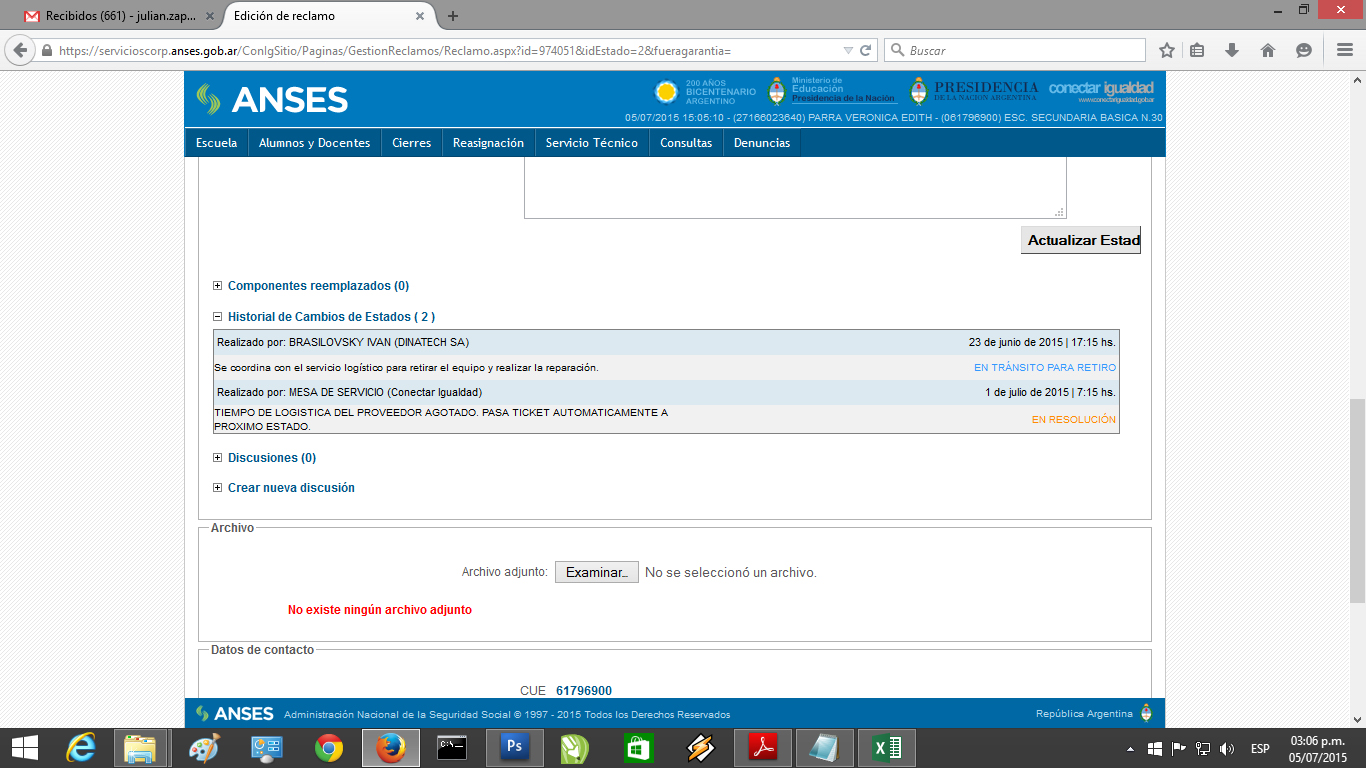 Recibidos (661) - julian.zap...
Edición de reclamo
https://servicioscorp.anses.gob.ar/ConIgSitio/Paginas/GestionReclamos/Reclamo.aspx?id=974051&idEstado=2&fueragarantia=
Buscar
ANSES
200 AÑOS
BICENTENARIO
ARGENTINO
Ministerio de
Educación
Presidencia de la Nación
PRESIDENCIA
DE LA NACIÓN ARGENTINA
conectar igualdad
www.conectarigualdad.gob.ar
05/07/2015 15:05:10 - (27166023640) PARRA VERONICA EDITH - (061796900) ESC. SECUNDARIA BASICA N.30
Escuela
Alumnos y Docentes
Cierres
Reasignación
Servicio Técnico
Consultas
Denuncias
Actualizar Estad
Componentes reemplazados (0)
Historial de Cambios de Estados ( 2 )
Realizado por: BRASILOVSKY IVAN (DINATECH SA) 23 de junio de 2015 | 17:15 hs.
Se coordina con el servicio logístico para retirar el equipo y realizar la reparación. EN TRÁNSITO PARA RETIRO
Realizado por: MESA DE SERVICIO (Conectar Igualdad) 1 de julio de 2015 | 7:15 hs.
TIEMPO DE LOGISTICA DEL PROVEEDOR AGOTADO. PASA TICKET AUTOMATICAMENTE A
PROXIMO ESTADO.
EN RESOLUCIÓN
Discusiones (0)
Crear nueva discusión
Archivo
Archivo adjunto: Examinar... No se seleccionó un archivo.
No existe ningún archivo adjunto
Datos de contacto
CUE 61796900
ANSES Administración Nacional de la Seguridad Social © 1997 - 2015 Todos los Derechos Reservados
República Argentina
C:\_
Ps
ESP
03:06 p.m.
05/07/2015